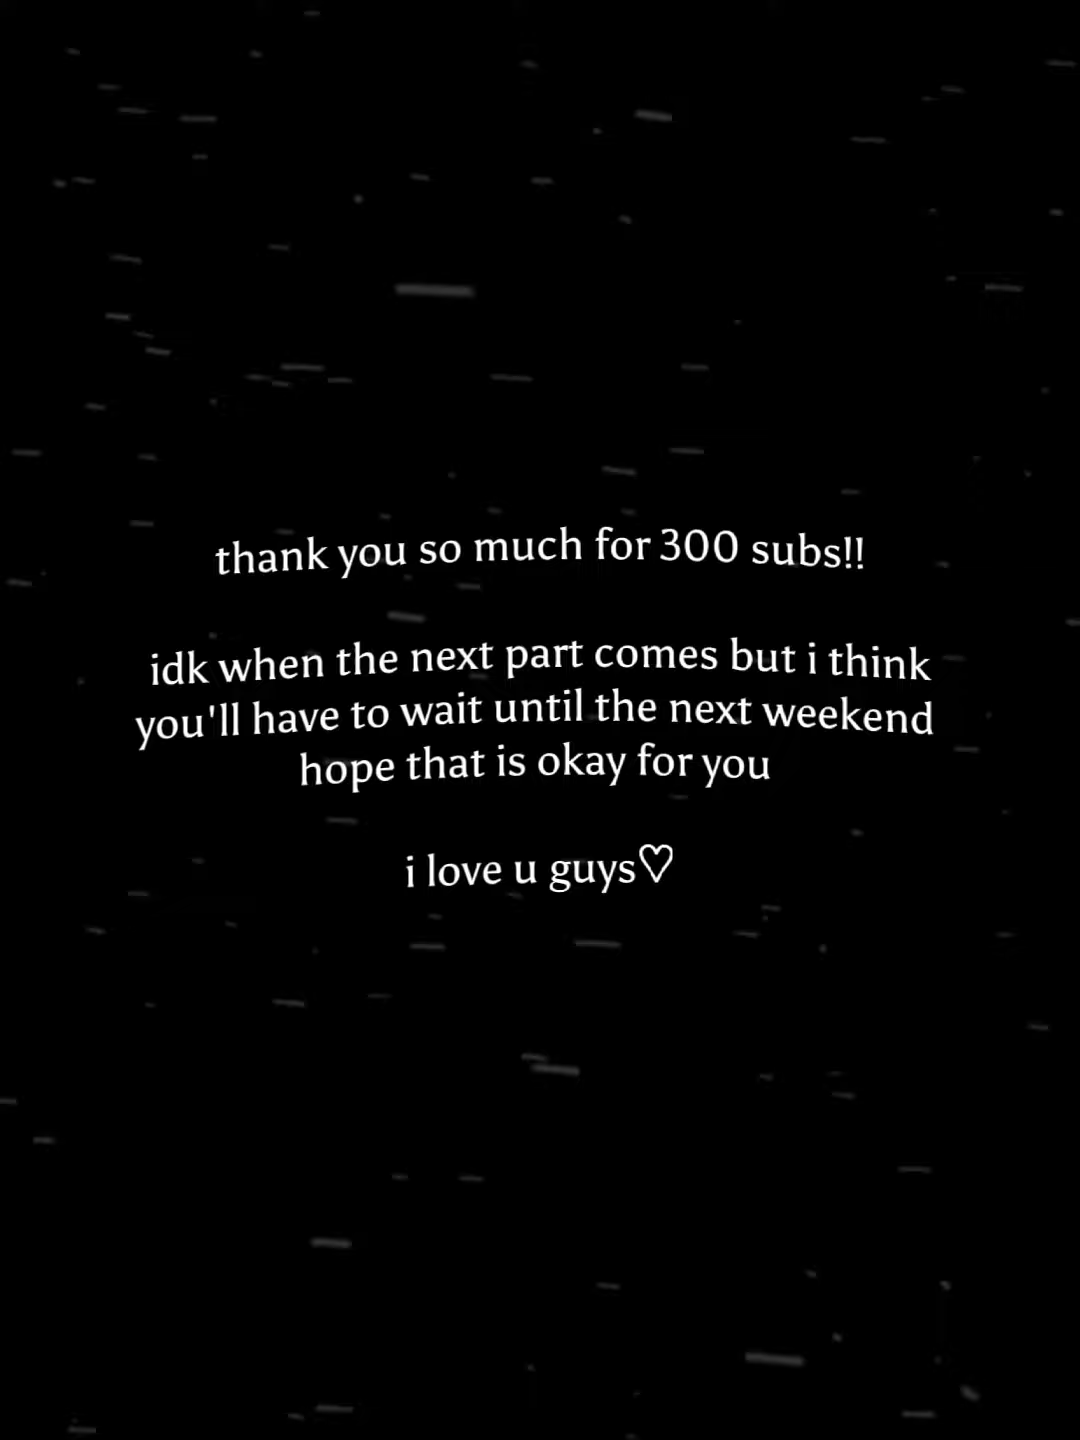 thank you so much for 300 subs!!
idk when the next part comes but i think
you'll have to wait until the next weekend
hope that is okay for you
i love u guys♡